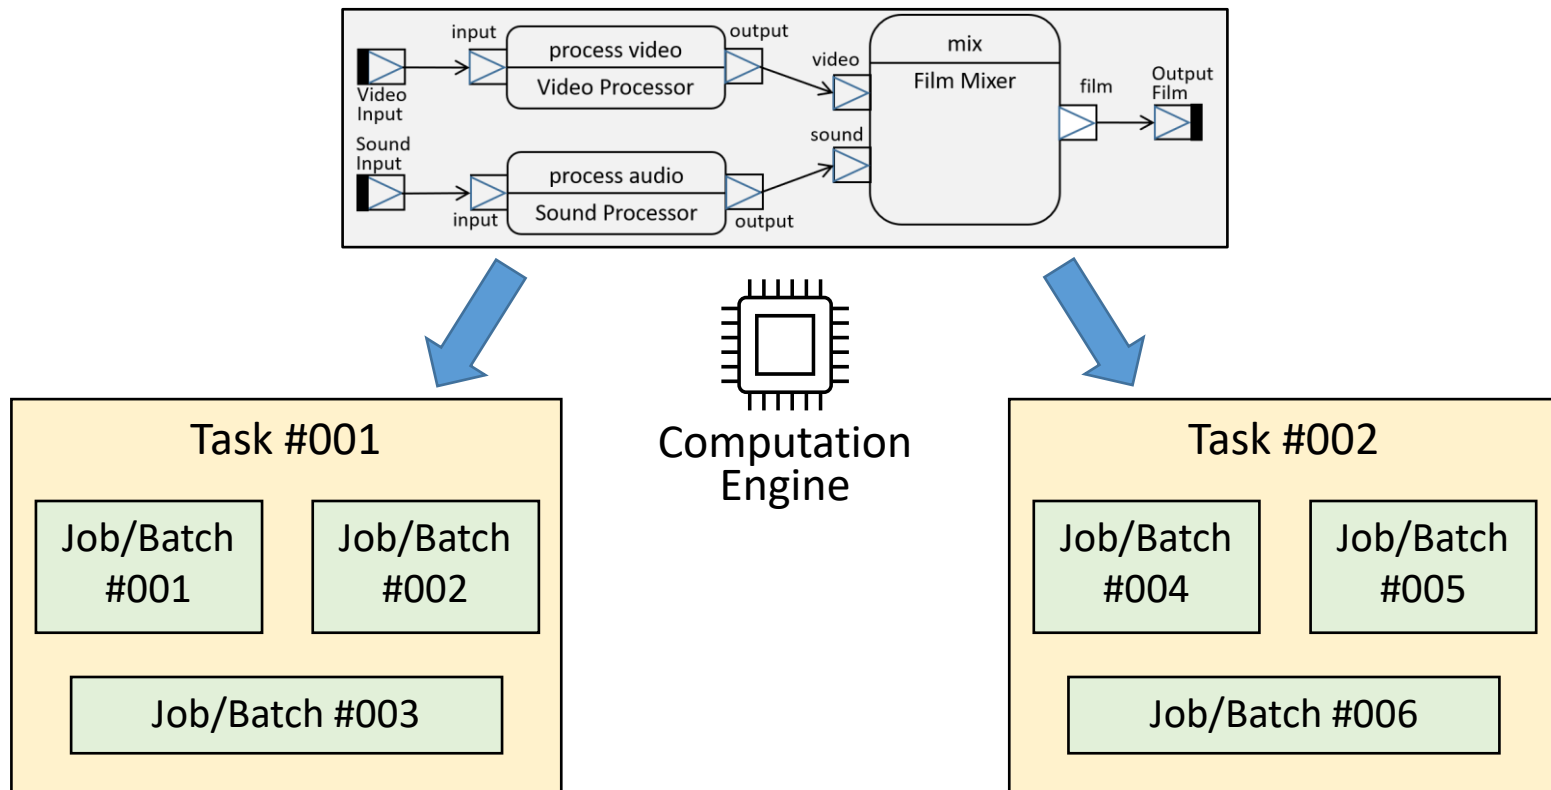 input
process video
Video Processor
output
Video
Input
video
mix
Film Mixer
film
Output
Film
Sound
Input
input
process audio
Sound Processor
output
sound
Computation
Engine
Task #001
Job/Batch
#001
Job/Batch
#002
Job/Batch #003
Task #002
Job/Batch
#004
Job/Batch
#005
Job/Batch #006